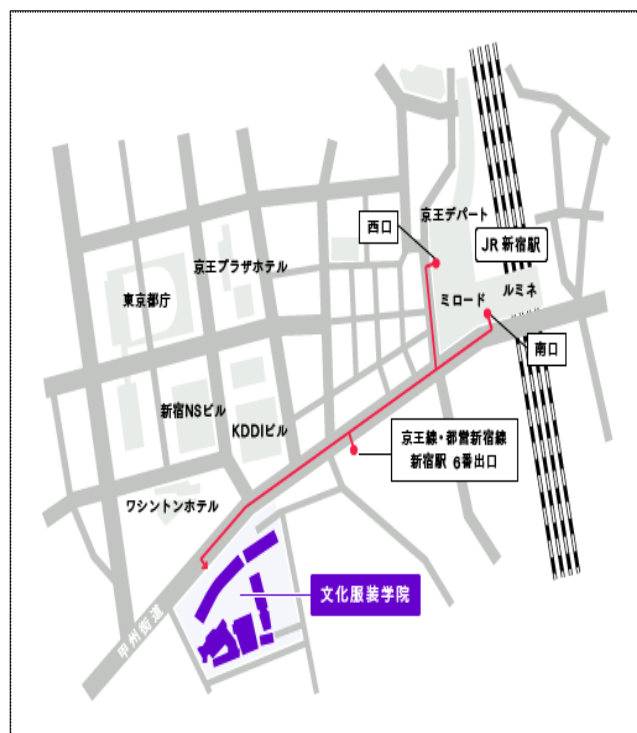 京王デパート
西口
JR 新宿駅
京王プラザホテル
ルミネ
東京都庁
ミロード
南口
新宿NSビル
KDDIビル
京王線・都営新宿線
新宿駅 6番出口
ワシントンホテル
文化服装学院
甲州街道